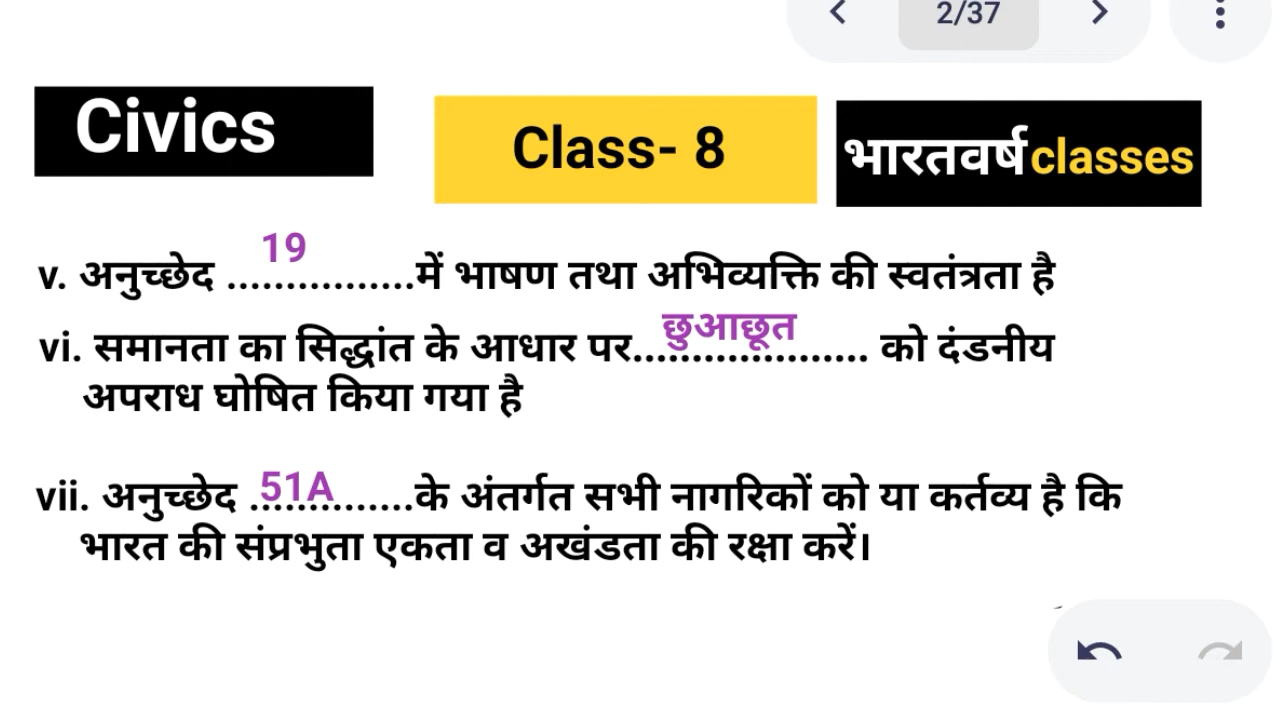 2/37
Civics
Class- 8
भारतवर्षclasses
19
v. अनुच्छेद ................में भाषण तथा अभिव्यक्ति की स्वतंत्रता है
छुआछूत
vi. समानता का सिद्धांत के आधार पर.................... को दंडनीय
अपराध घोषित किया गया है
vii. अनुच्छेद .51A.......के अंतर्गत सभी नागरिकों को या कर्तव्य है कि
भारत की संप्रभुता एकता व अखंडता की रक्षा करें।